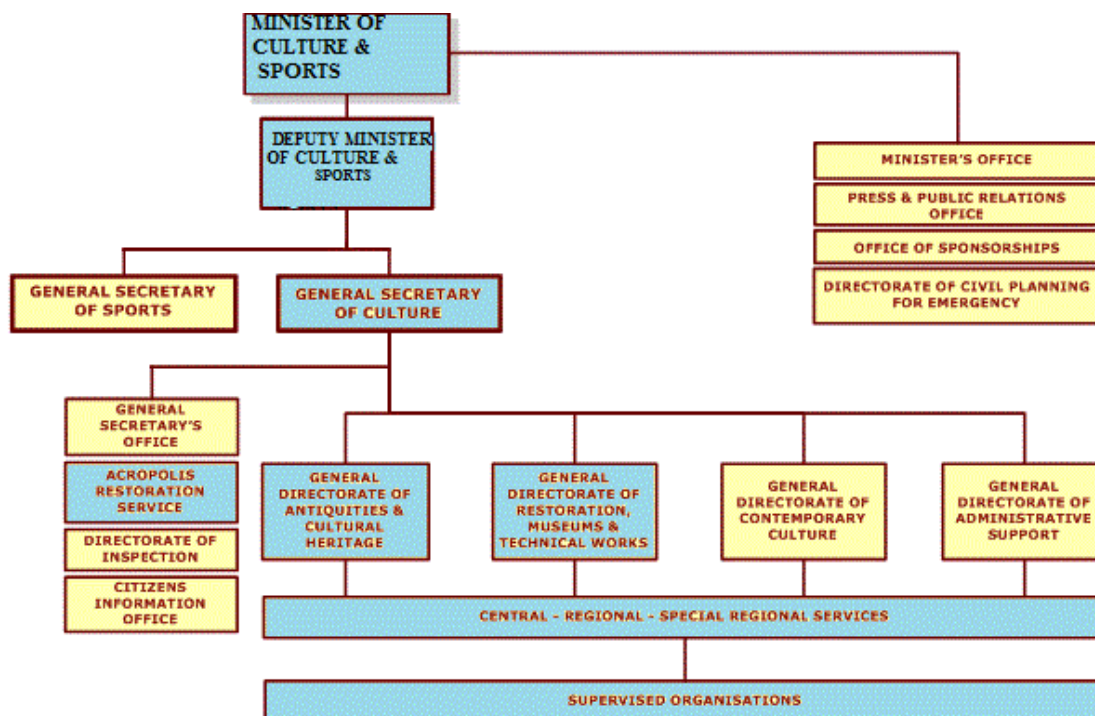 MINISTER OF
CULTURE &
SPORTS
DEPUTY MINISTER
OF CULTURE &
SPORTS
MINISTER'S OFFICE
PRESS & PUBLIC RELATIONS
OFFICE
OFFICE OF SPONSORSHIPS
DIRECTORATE OF CIVIL PLANNING
FOR EMERGENCY
GENERAL SECRETARY
OF SPORTS
GENERAL SECRETARY
OF CULTURE
GENERAL
SECRETARY'S
OFFICE
ACROPOLIS
RESTORATION
SERVICE
DIRECTORATE OF
INSPECTION
CITIZENS
INFORMATION
OFFICE
GENERAL
DIRECTORATE OF
ANTIQUITIES &
CULTURAL
HERITAGE
GENERAL
DIRECTORATE OF
RESTORATION,
MUSEUMS &
TECHNICAL WORKS
GENERAL
DIRECTORATE OF
CONTEMPORARY
CULTURE
GENERAL
DIRECTORATE OF
ADMINISTRATIVE
SUPPORT
CENTRAL - REGIONAL - SPECIAL REGIONAL SERVICES
SUPERVISED ORGANISATIONS